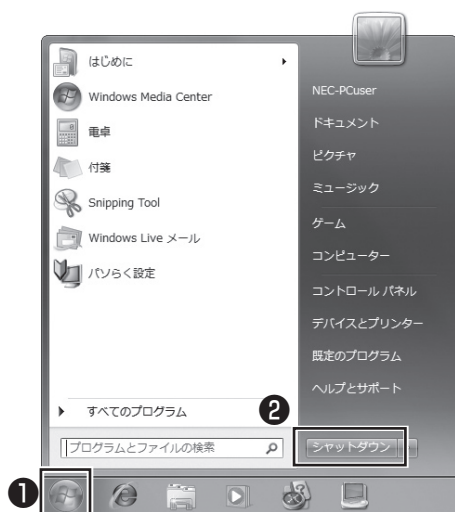 はじめに
Windows Media Center
電卓
付箋
Snipping Tool
Windows Live メール
パソらく設定
すべてのプログラム
プログラムとファイルの検索
NEC-PCuser
ドキュメント
ピクチャ
ミュージック
ゲーム
コンピューター
コントロール パネル
デバイスとプリンター
既定のプログラム
ヘルプとサポート
❷
シャットダウン
❶